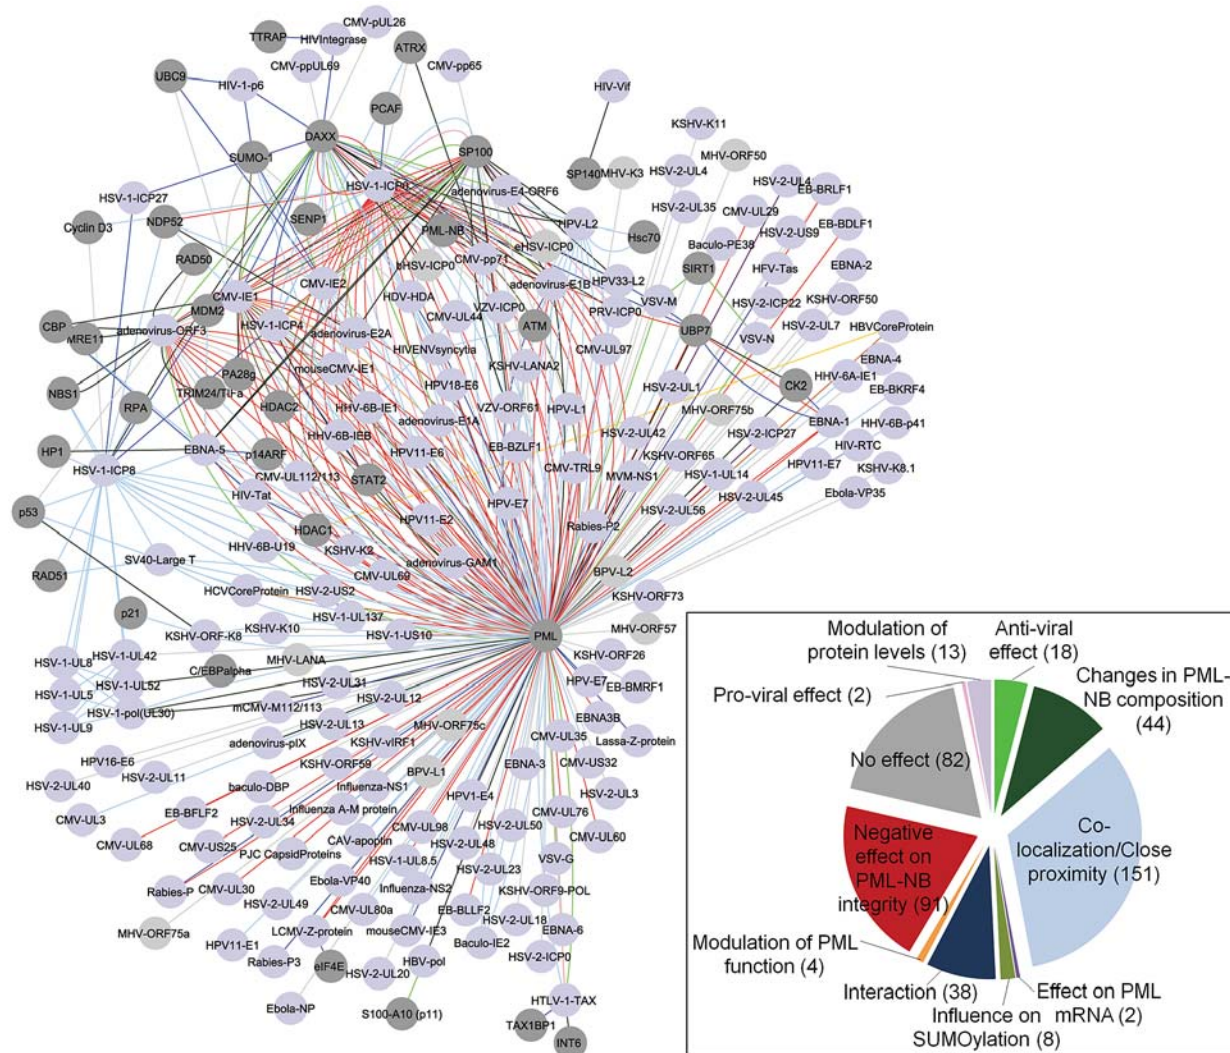 CMV-pUL26
TTRAP
HIVIntegrase
ATRX
CMV-ppUL69
CMV-pp65
UBC9
HIV-1-p6
HIV-Vif
PCAF
KSHV-K11
DAXX
SUMO-1
SP100
MHV-ORF50
SP140
MHV-K3
HSV-2-UL4
HSV-1-ICP0
adenovirus-E4-ORF6
HSV-2-UL4
EB-BRLF1
HSV-1-ICP27
NDP52
SENP1
HSV-2-UL35
CMV-UL29
Cyclin D3
PML-NB
HPV-L2
Hsc70
HSV-2-US9
EB-BDLF1
eHSV-ICP0
Baculo-PE38
RAD50
bHSV-ICP0
CMV-pp71
SIRT1
HFV-Tas
EBNA-2
CMV-IE2
adenovirus-E1B
HPV33-L2
CMV-IE1
HDV-HDA
VZV-ICP0
PRV-ICP0
VSV-M
HSV-2-ICP22
KSHV-ORF50
MDM2
CBP
adenovirus-ORF3
HSV-1-ICP4
adenovirus-E2A
CMV-UL44
ATM
UBP7
HSV-2-UL7
HBVCoreProtein
MRE11
HIVENVsyncytia
CMV-UL97
VSV-N
mouseCMV-IE1
KSHV-LANA2
EBNA-4
PA28g
HHV-6A-IE1
NBS1
TRIM24/TIFa
HPV18-E6
HSV-2-UL1
CK2
EB-BKRF4
RPA
HDAC2
HHV-6B-IE1
VZV-ORF61
HPV-L1
MHV-ORF75b
adenovirus-E1A
EBNA-1
HHV-6B-p41
HHV-6B-IEB
HSV-2-UL42
HSV-2-ICP27
HP1
EBNA-5
p14ARF
HPV11-E6
EB-BZLF1
KSHV-ORF65
HIV-RTC
HSV-1-ICP8
CMV-UL112/113
STAT2
CMV-TRL9
MVM-NS1
HSV-1-UL14
HPV11-E7
KSHV-K8.1
HIV-Tat
HPV-E7
HSV-2-UL45
Ebola-VP35
p53
HDAC1
HPV11-E2
Rabies-P2
HSV-2-UL56
HHV-6B-U19
KSHV-K2
SV40-Large T
adenovirus-GAM1
BPV-L2
RAD51
CMV-UL69
HCVCoreProtein
HSV-2-US2
KSHV-ORF73
p21
HSV-1-UL137
KSHV-ORF-K8
KSHV-K10
HSV-1-US10
PML
MHV-ORF57
HSV-1-UL8
HSV-1-UL42
MHV-LANA
KSHV-ORF26
C/EBPalpha
HSV-1-UL5
HSV-1-UL52
HSV-2-UL31
HPV-E7
EB-BMRF1
HSV-1-pol(UL30)
mCMV-M112/113
HSV-2-UL12
HSV-1-UL9
HSV-2-UL13
MHV-ORF75c
EBNA3B
adenovirus-pIX
KSHV-vIRF1
CMV-UL35
Lassa-Z-protein
HPV16-E6
KSHV-ORF59
BPV-L1
EBNA-3
CMV-US32
HSV-2-UL40
HSV-2-UL11
baculo-DBP
Influenza-NS1
HPV1-E4
HSV-2-UL3
CMV-UL3
EB-BFLF2
Influenza A-M protein
CMV-UL76
HSV-2-UL34
CMV-UL98
HSV-2-UL50
CMV-UL68
CMV-US25
CAV-apoptin
HSV-2-UL48
CMV-UL60
PJC CapsidProteins
HSV-1-UL8.5
VSV-G
Rabies-P
CMV-UL30
Ebola-VP40
HSV-2-UL23
Influenza-NS2
KSHV-ORF9-POL
HSV-2-UL49
CMV-UL80a
EB-BLLF2
HSV-2-UL18
MHV-ORF75a
LCMV-Z-protein
mouseCMV-IE3
EBNA-6
HPV11-E1
Baculo-IE2
Rabies-P3
eIF4E
HSV-2-UL20
HBV-pol
HSV-2-ICP0
Ebola-NP
S100-A10 (p11)
HTLV-1-TAX
TAX1BP1
INT6
Modulation of
protein levels (13)
Anti-viral
effect (18)
Pro-viral effect (2)
Changes in PML-
NB composition
(44)
No effect (82)
Negative
effect on
PML-NB
integrity (91)
Co-
localization/Close
proximity (151)
Modulation of PML
function (4)
Interaction (38)
Effect on PML
mRNA (2)
Influence on
SUMOylation (8)